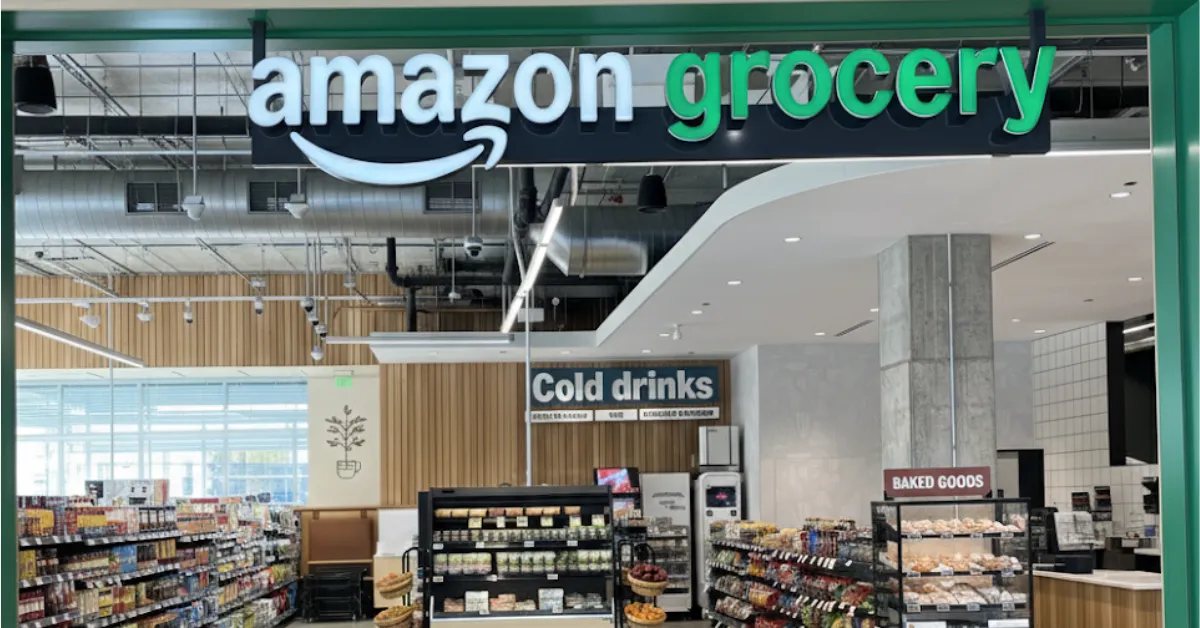 amazon grocery
Cold drinks
BAKED GOODS